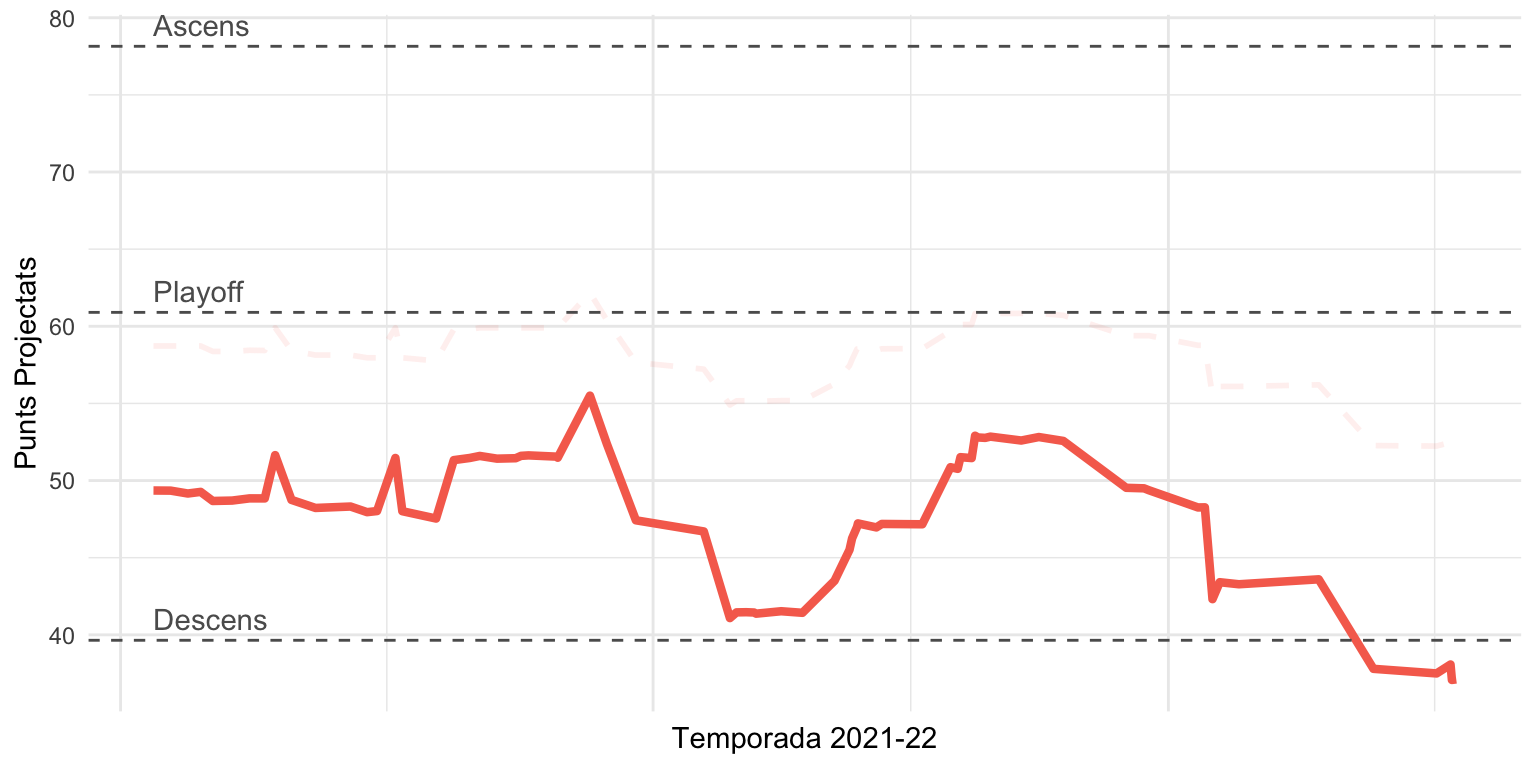 80
Ascens
70
Playoff
60
50
Descens
40
Punts Projectats
Temporada 2021-22